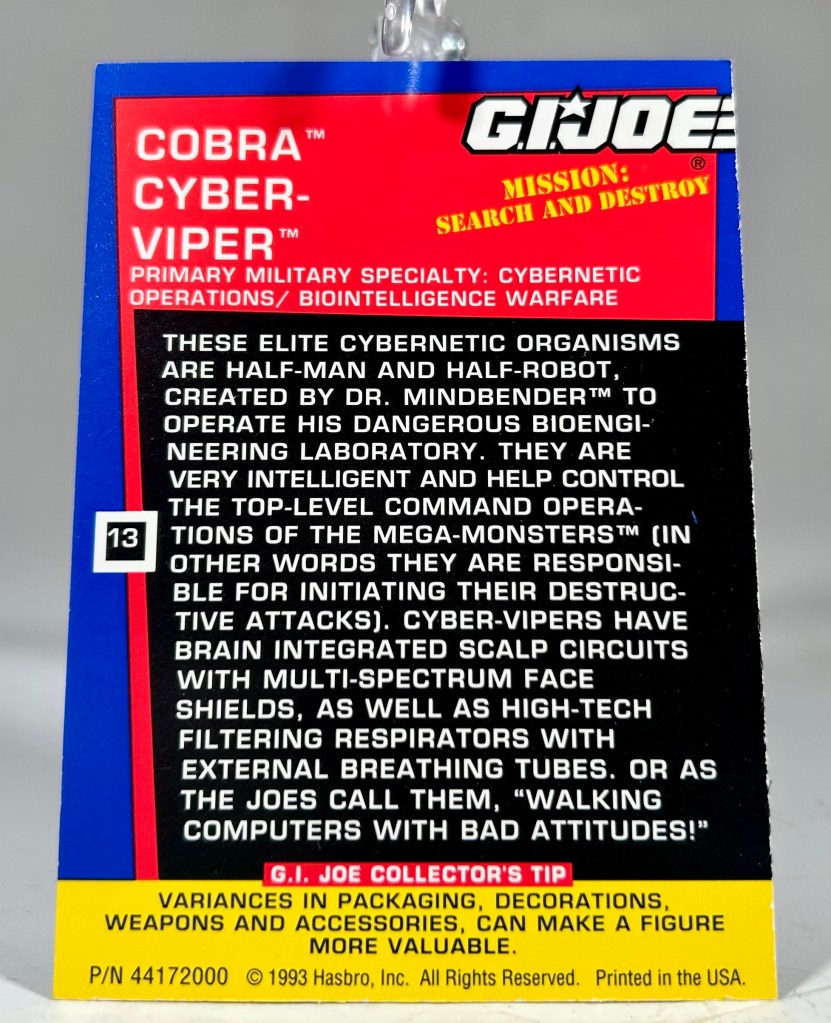 COBRA™
CYBER-
VIPER™
G.I.JOE®
MISSION:
SEARCH AND DESTROY
PRIMARY MILITARY SPECIALTY: CYBERNETIC
OPERATIONS/ BIOINTELLIGENCE WARFARE
THESE ELITE CYBERNETIC ORGANISMS
ARE HALF-MAN AND HALF-ROBOT,
CREATED BY DR. MINDBENDER™ TO
OPERATE HIS DANGEROUS BIOENGI-
NEERING LABORATORY. THEY ARE
VERY INTELLIGENT AND HELP CONTROL
THE TOP-LEVEL COMMAND OPERA-
TIONS OF THE MEGA-MONSTERS™ (IN
OTHER WORDS THEY ARE RESPONSI-
BLE FOR INITIATING THEIR DESTRUC-
TIVE ATTACKS). CYBER-VIPERS HAVE
BRAIN INTEGRATED SCALP CIRCUITS
WITH MULTI-SPECTRUM FACE
SHIELDS, AS WELL AS HIGH-TECH
FILTERING RESPIRATORS WITH
EXTERNAL BREATHING TUBES. OR AS
THE JOES CALL THEM, “WALKING
COMPUTERS WITH BAD ATTITUDES!”
13
G.I. JOE COLLECTOR'S TIP
VARIANCES IN PACKAGING, DECORATIONS,
WEAPONS AND ACCESSORIES, CAN MAKE A FIGURE
MORE VALUABLE.
P/N 44172000 © 1993 Hasbro, Inc. All Rights Reserved. Printed in the USA.